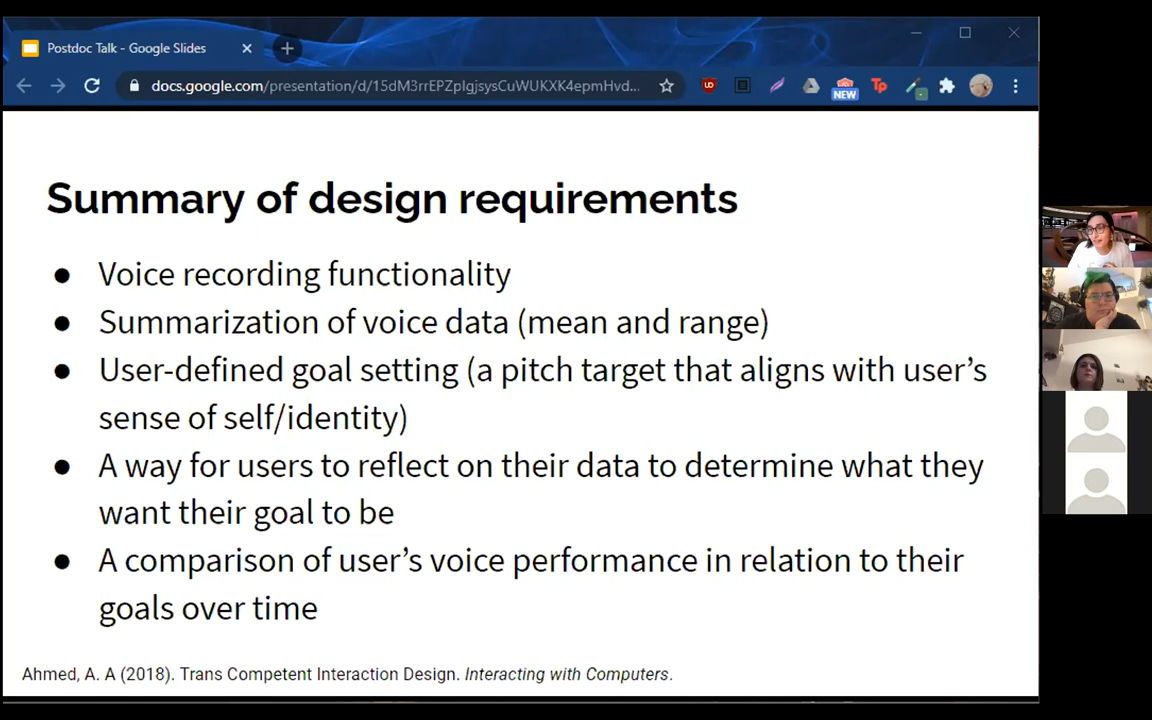 Postdoc Talk - Google Slides
docs.google.com/presentation/d/15dM3rrEPZplgjsysCuWUKXK4epmHvd...
NEW
Tp
Summary of design requirements
● Voice recording functionality
● Summarization of voice data (mean and range)
● User-defined goal setting (a pitch target that aligns with user's
sense of self/identity)
● A way for users to reflect on their data to determine what they
want their goal to be
● A comparison of user's voice performance in relation to their
goals over time
Ahmed, A. A (2018). Trans Competent Interaction Design. Interacting with Computers.